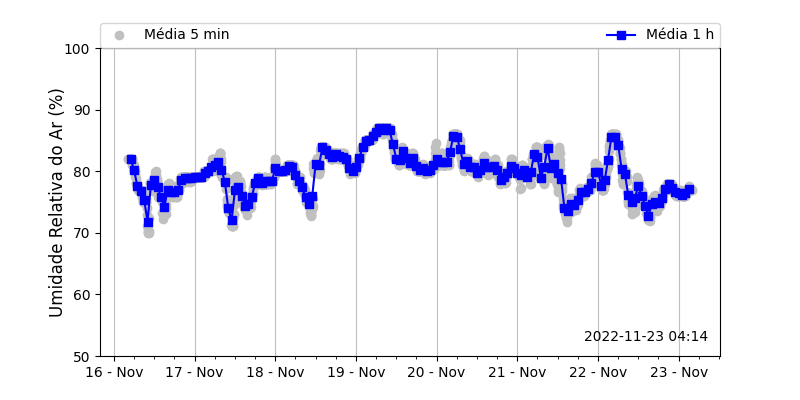 Média 5 min
Média 1 h
100
90
80
70
60
50
Umidade Relativa do Ar (%)
2022-11-23 04:14
16 - Nov
17 - Nov
18 - Nov
19 - Nov
20 - Nov
21 - Nov
22 - Nov
23 - Nov